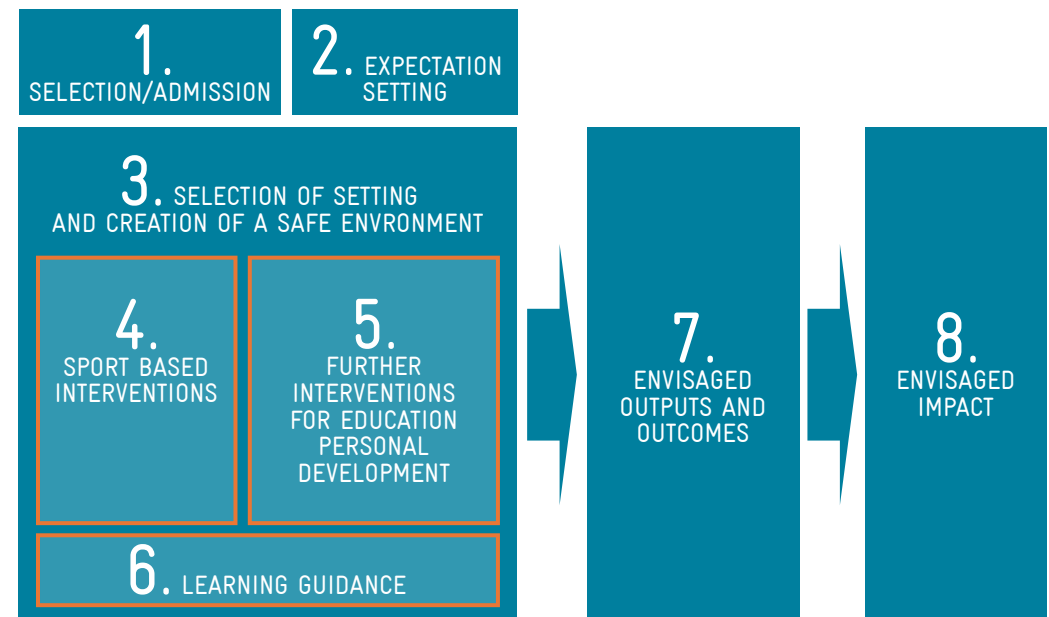 1.
SELECTION/ADMISSION
2. EXPECTATION
SETTING
3. SELECTION OF SETTING
AND CREATION OF A SAFE ENVRONMENT
4.
SPORT BASED
INTERVENTIONS
5.
FURTHER
INTERVENTIONS
FOR EDUCATION
PERSONAL
DEVELOPMENT
6. LEARNING GUIDANCE
7.
ENVISAGED
OUTPUTS AND
OUTCOMES
8.
ENVISAGED
IMPACT